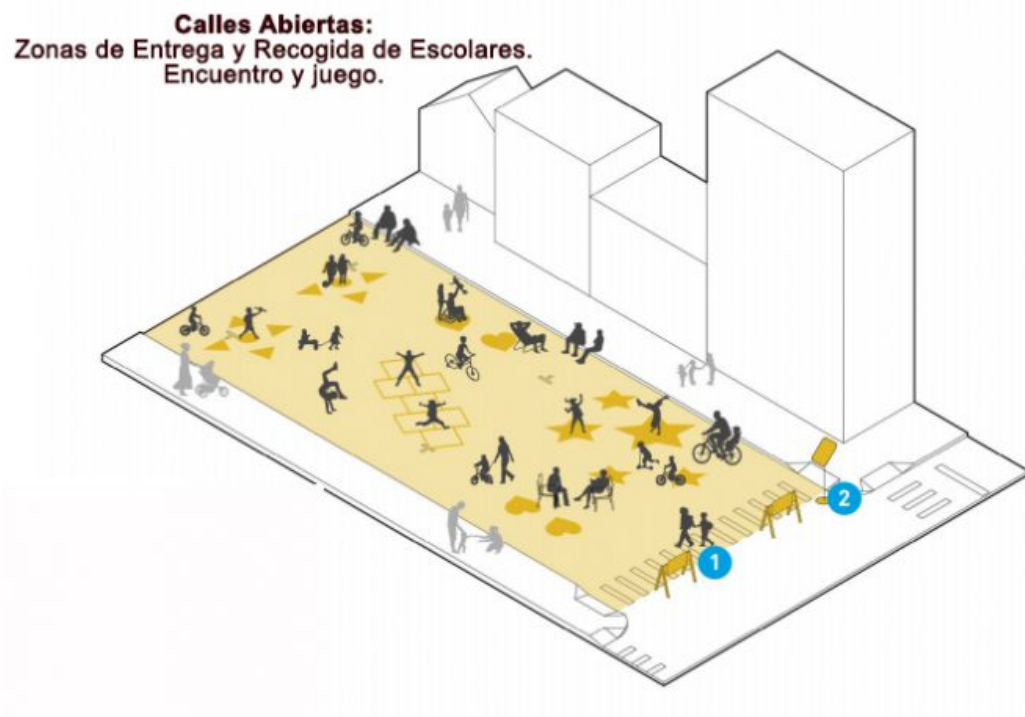 Calles Abiertas:
Zonas de Entrega y Recogida de Escolares.
Encuentro y juego.
2
1